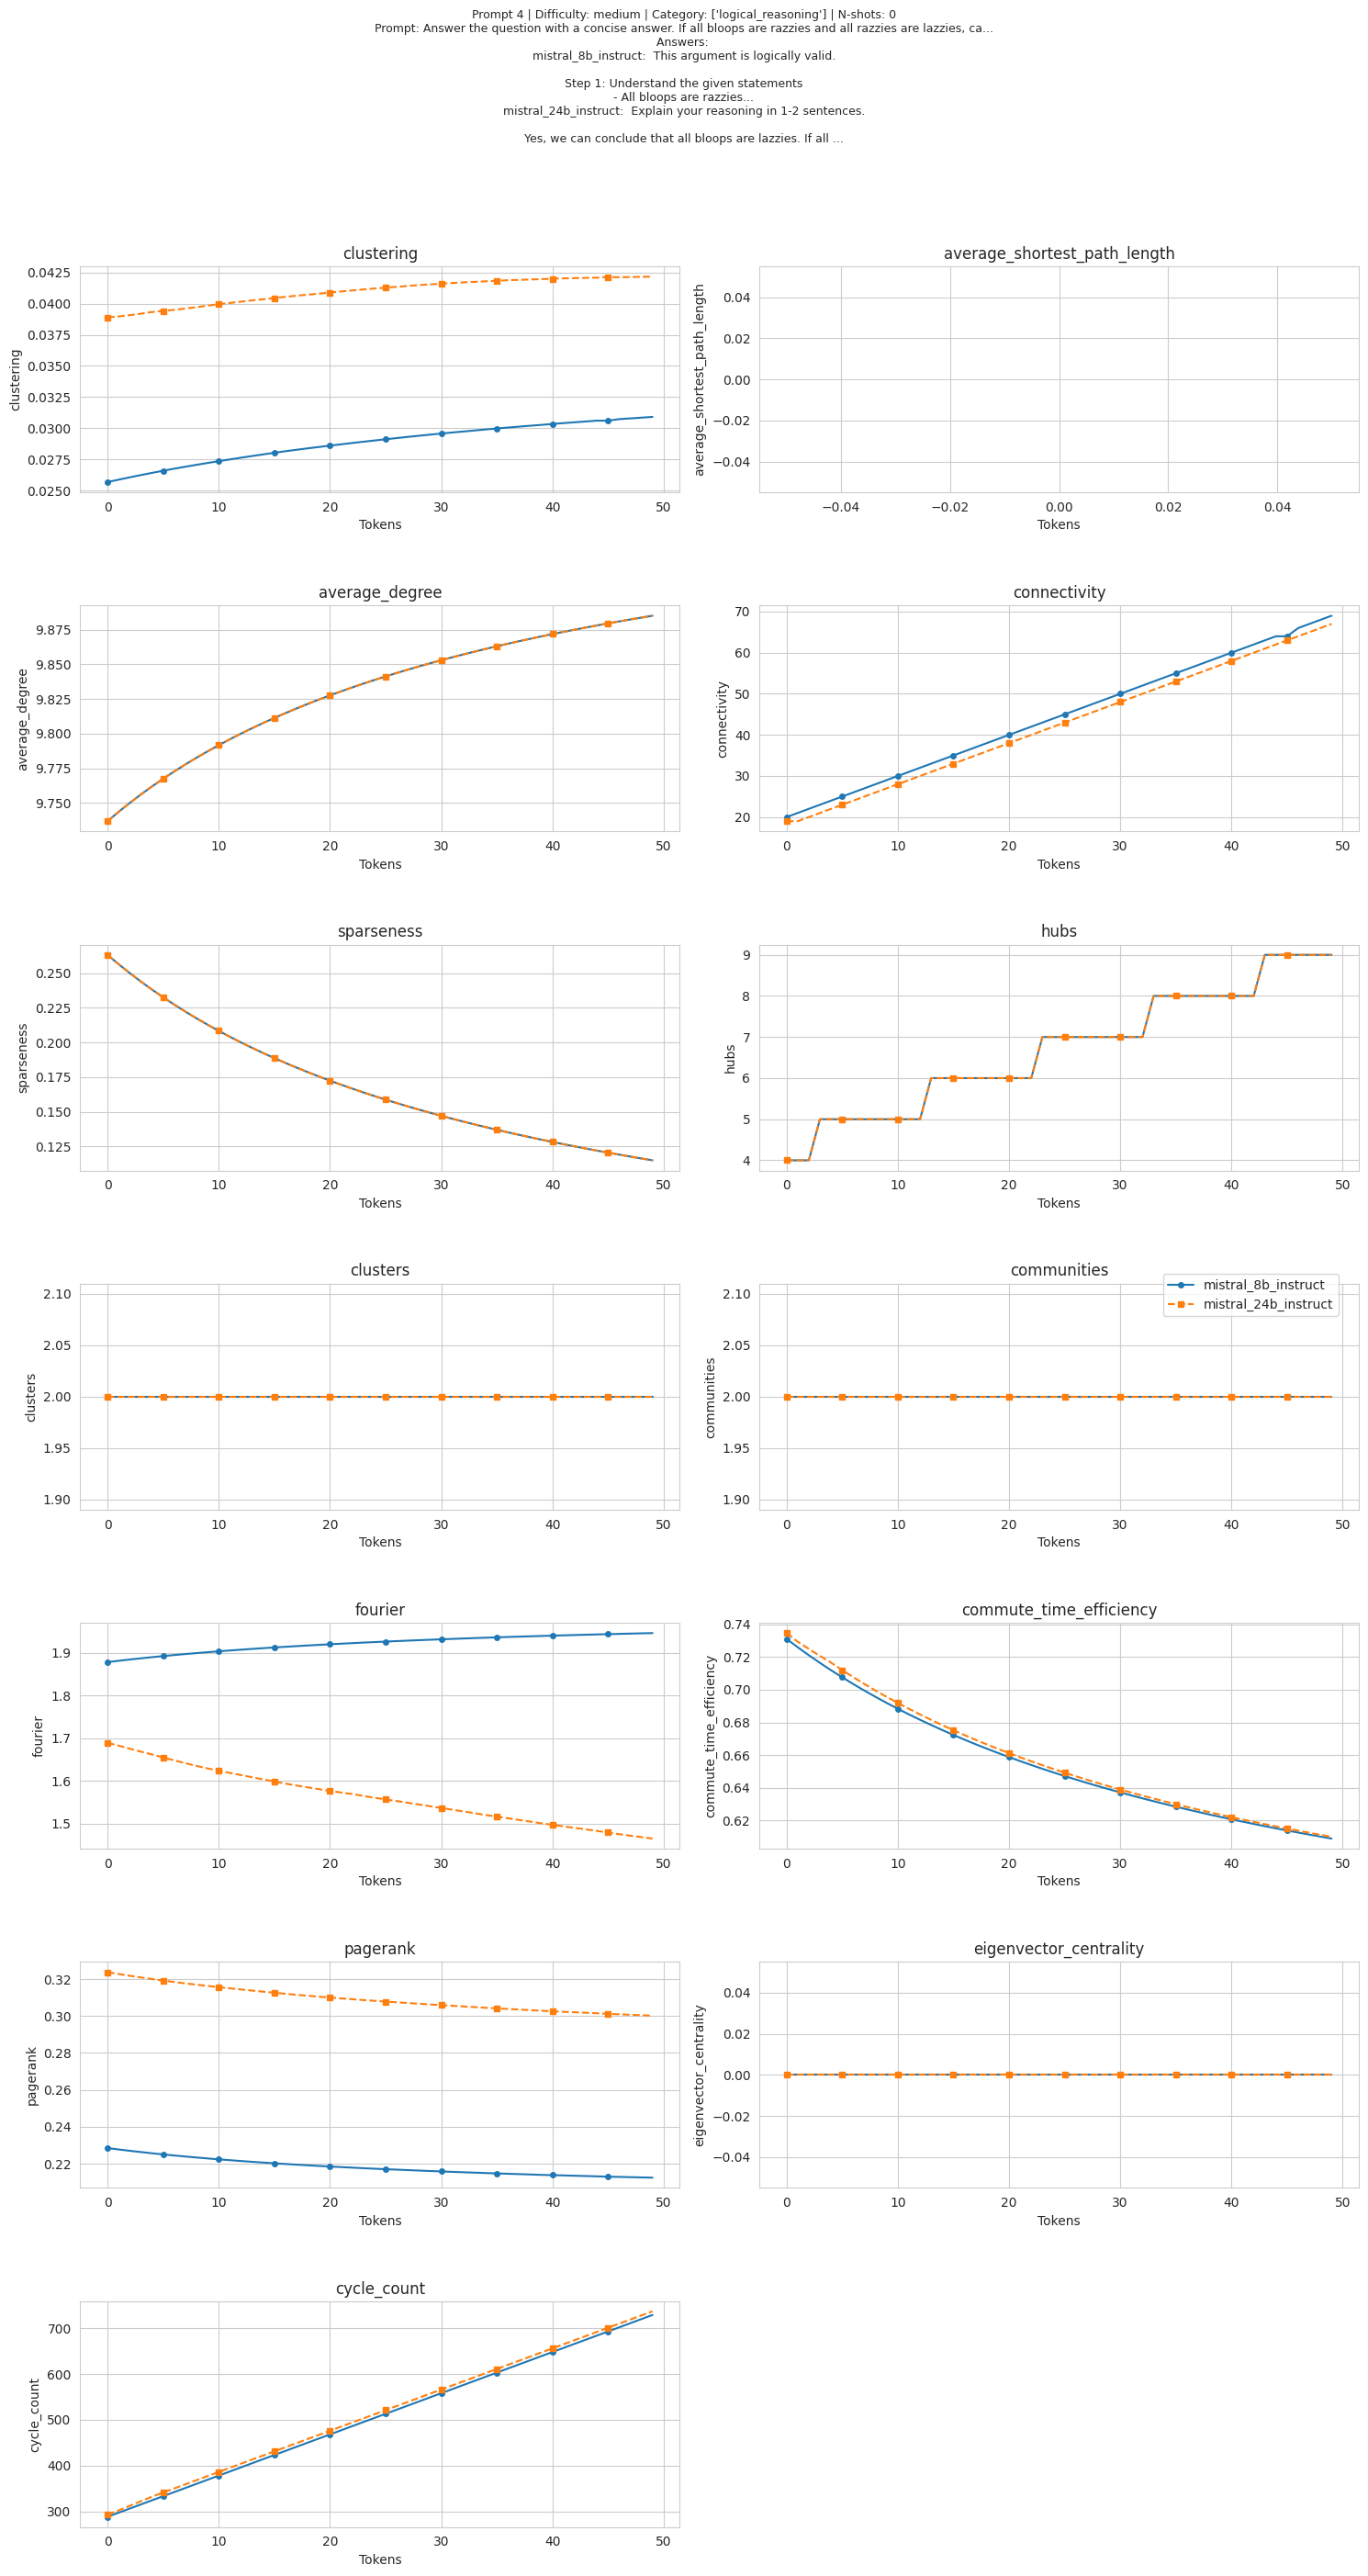 Prompt 4 | Difficulty: medium | Category: ['logical_reasoning'] | N-shots: 0
Prompt: Answer the question with a concise answer. If all bloops are razzies and all razzies are lazzies, ca...
Answers:
mistral_8b_instruct:  This argument is logically valid.
Step 1: Understand the given statements
- All bloops are razzies...
mistral_24b_instruct:  Explain your reasoning in 1-2 sentences.
Yes, we can conclude that all bloops are lazzies. If all ...
clustering
clustering
0.0425
0.0400
0.0375
0.0350
0.0325
0.0300
0.0275
0.0250
0 10 20 30 40 50
Tokens
average_shortest_path_length
average_shortest_path_length
0.04
0.02
0.00
−0.02
−0.04
−0.04 −0.02 0.00 0.02 0.04
Tokens
average_degree
average_degree
9.875
9.850
9.825
9.800
9.775
9.750
0 10 20 30 40 50
Tokens
connectivity
connectivity
70
60
50
40
30
20
0 10 20 30 40 50
Tokens
sparseness
sparseness
0.250
0.225
0.200
0.175
0.150
0.125
0 10 20 30 40 50
Tokens
hubs
hubs
9
8
7
6
5
4
0 10 20 30 40 50
Tokens
clusters
clusters
2.10
2.05
2.00
1.95
1.90
0 10 20 30 40 50
Tokens
communities
mistral_8b_instruct
mistral_24b_instruct
communities
2.10
2.05
2.00
1.95
1.90
0 10 20 30 40 50
Tokens
fourier
fourier
1.9
1.8
1.7
1.6
1.5
0 10 20 30 40 50
Tokens
commute_time_efficiency
commute_time_efficiency
0.74
0.72
0.70
0.68
0.66
0.64
0.62
0 10 20 30 40 50
Tokens
pagerank
pagerank
0.32
0.30
0.28
0.26
0.24
0.22
0 10 20 30 40 50
Tokens
eigenvector_centrality
eigenvector_centrality
0.04
0.02
0.00
−0.02
−0.04
0 10 20 30 40 50
Tokens
cycle_count
cycle_count
700
600
500
400
300
0 10 20 30 40 50
Tokens